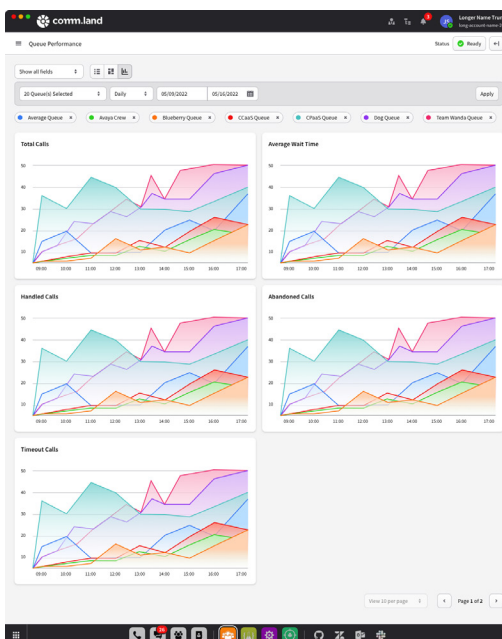 comm.land
Longer Name Trun
long account name 2
Queue Performance
Status
Ready
Show all fields
20 Queue(s) Selected
Daily
05/09/2022
05/16/2022
Apply
Average Queue
Avaya Crew
Blueberry Queue
CCaaS Queue
CPaaS Queue
Dog Queue
Team Wanda Queue
Total Calls
50
40
30
20
10
09:00 10:00 11:00 12:00 13:00 14:00 15:00 16:00 17:00
Average Wait Time
50
40
30
20
10
09:00 10:00 11:00 12:00 13:00 14:00 15:00 16:00 17:00
Handled Calls
50
40
30
20
10
09:00 10:00 11:00 12:00 13:00 14:00 15:00 16:00 17:00
Abandoned Calls
50
40
30
20
10
09:00 10:00 11:00 12:00 13:00 14:00 15:00 16:00 17:00
Timeout Calls
50
40
30
20
10
09:00 10:00 11:00 12:00 13:00 14:00 15:00 16:00 17:00
View 10 per page
Page 1 of 2